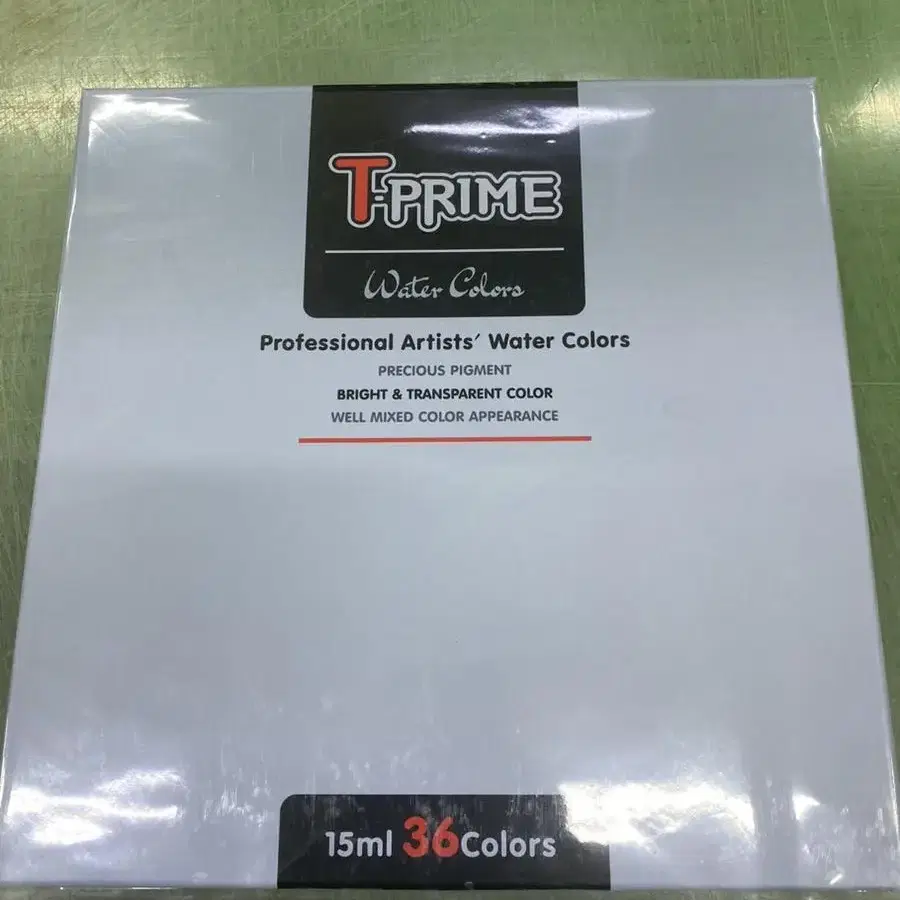 T:PRIME
Water Colors
Professional Artists' Water Colors
PRECIOUS PIGMENT
BRIGHT & TRANSPARENT COLOR
WELL MIXED COLOR APPEARANCE
15ml 36Colors